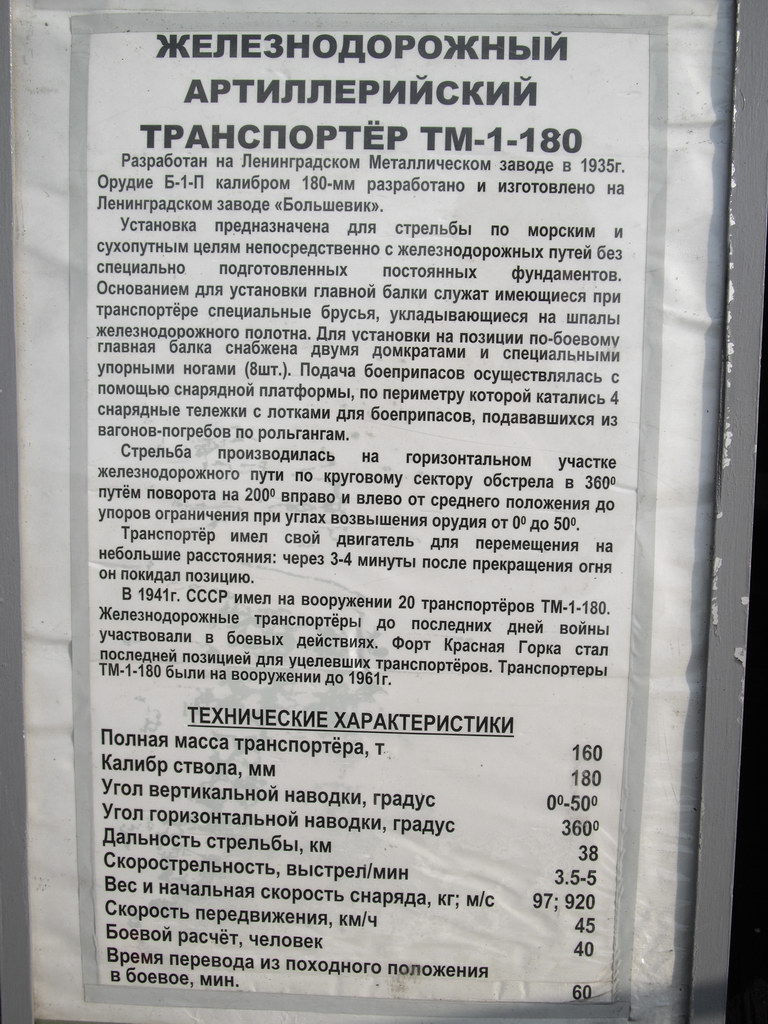 ЖЕЛЕЗНОДОРОЖНЫЙ
АРТИЛЛЕРИЙСКИЙ
ТРАНСПОРТЁР ТМ-1-180
Разработан на Ленинградском Металлическом заводе в 1935г.
Орудие Б-1-П калибром 180-мм разработано и изготовлено на
Ленинградском заводе «Большевик».
Установка предназначена для стрельбы по морским и
сухопутным целям непосредственно с железнодорожных путей без
специально подготовленных постоянных фундаментов.
Основанием для установки главной балки служат имеющиеся при
транспортёре специальные брусья, укладывающиеся на шпалы
железнодорожного полотна. Для установки на позиции по-боевому
главная балка снабжена двумя домкратами и специальными
упорными ногами (8шт.). Подача боеприпасов осуществлялась с
помощью снарядной платформы, по периметру которой катались 4
снарядные тележки с лотками для боеприпасов, подававшихся из
вагонов-погребов по рольгангам.
Стрельба производилась на горизонтальном участке
железнодорожного пути по круговому сектору обстрела в 360⁰
путём поворота на 200⁰ вправо и влево от среднего положения до
упоров ограничения при углах возвышения орудия от 0⁰ до 50⁰.
Транспортёр имел свой двигатель для перемещения на
небольшие расстояния: через 3-4 минуты после прекращения огня
он покидал позицию.
В 1941г. СССР имел на вооружении 20 транспортёров ТМ-1-180.
Железнодорожные транспортёры до последних дней войны
участвовали в боевых действиях. Форт Красная Горка стал
последней позицией для уцелевших транспортёров. Транспортеры
ТМ-1-180 были на вооружении до 1961г.
ТЕХНИЧЕСКИЕ ХАРАКТЕРИСТИКИ
Полная масса транспортёра, т 160
Калибр ствола, мм 180
Угол вертикальной наводки, градус 0⁰-50⁰
Угол горизонтальной наводки, градус 360⁰
Дальность стрельбы, км 38
Скорострельность, выстрел/мин 3.5-5
Вес и начальная скорость снаряда, кг; м/с 97; 920
Скорость передвижения, км/ч 45
Боевой расчёт, человек 40
Время перевода из походного положения
в боевое, мин. 60